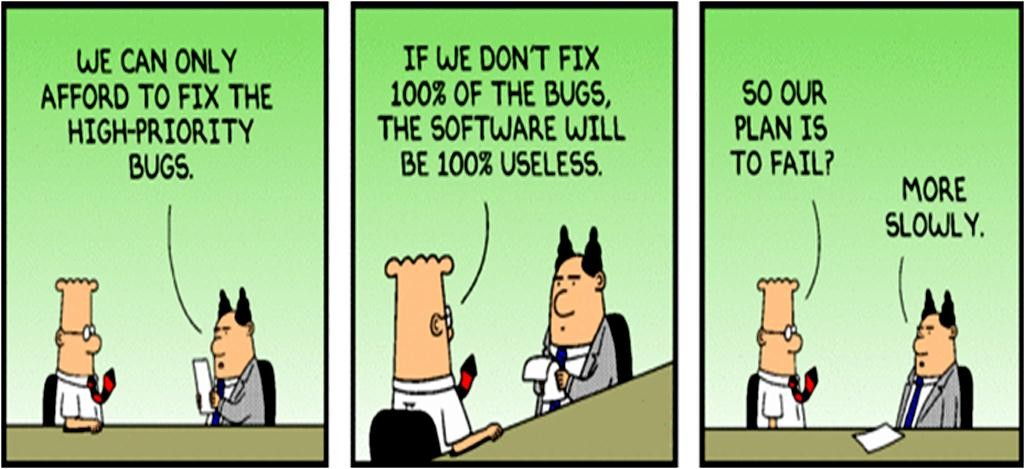 WE CAN ONLY
AFFORD TO FIX THE
HIGH-PRIORITY
BUGS.
IF WE DON'T FIX
100% OF THE BUGS,
THE SOFTWARE WILL
BE 100% USELESS.
SO OUR
PLAN IS
TO FAIL?
MORE
SLOWLY.